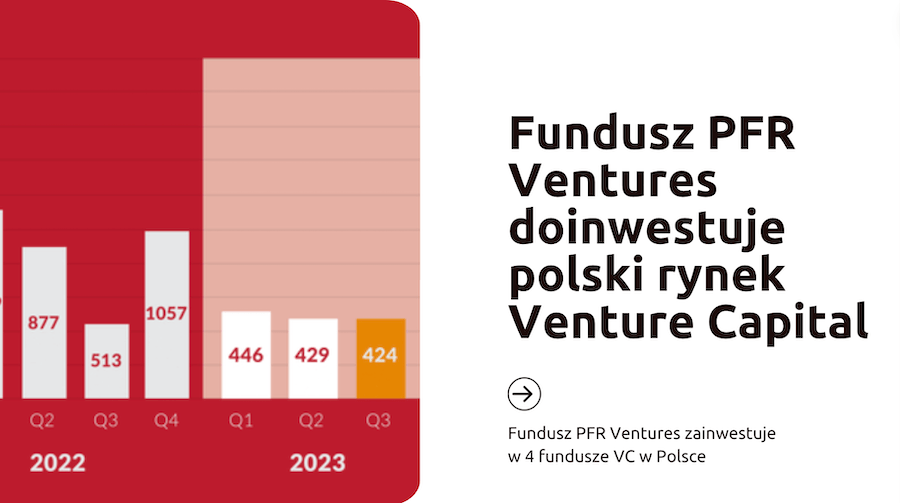 877
513
1057
446
429
424
Q2 Q3 Q4 Q1 Q2 Q3
2022 2023
Fundusz PFR
Ventures
doinwestuje
polski rynek
Venture Capital
Fundusz PFR Ventures zainwestuje
w 4 fundusze VC w Polsce